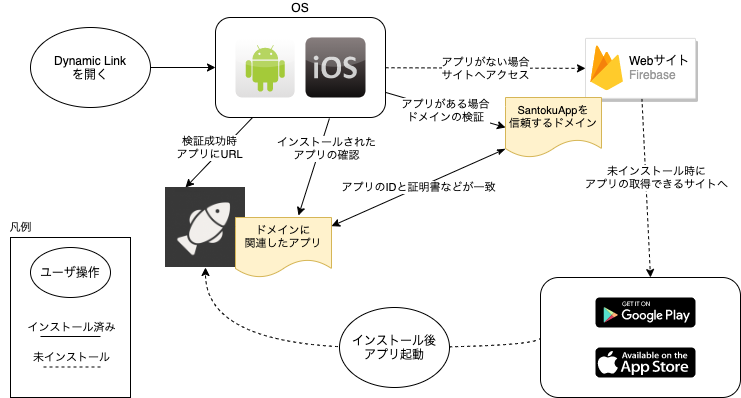 OS
Dynamic Link
を開く
iOS
アプリがない場合
サイトへアクセス
Webサイト
Firebase
アプリがある場合
ドメインの検証
SantokuAppを
信頼するドメイン
検証成功時
アプリにURL
インストールされた
アプリの確認
未インストール時に
アプリの取得できるサイトへ
アプリのIDと証明書などが一致
ドメインに
関連したアプリ
凡例
ユーザ操作
インストール済み
未インストール
インストール後
アプリ起動
GET IT ON
Google Play
Available on the
App Store